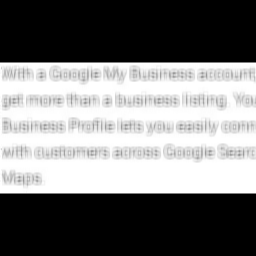 With a Google My Business account,
get more than a business listing. You
Business Profile lets you easily conn
with customers across Google Searc
Maps.